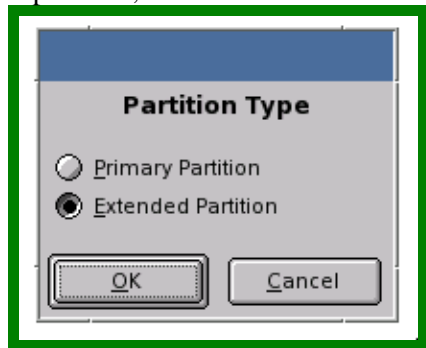 Partition Type
Primary Partition
Extended Partition
OK
Cancel